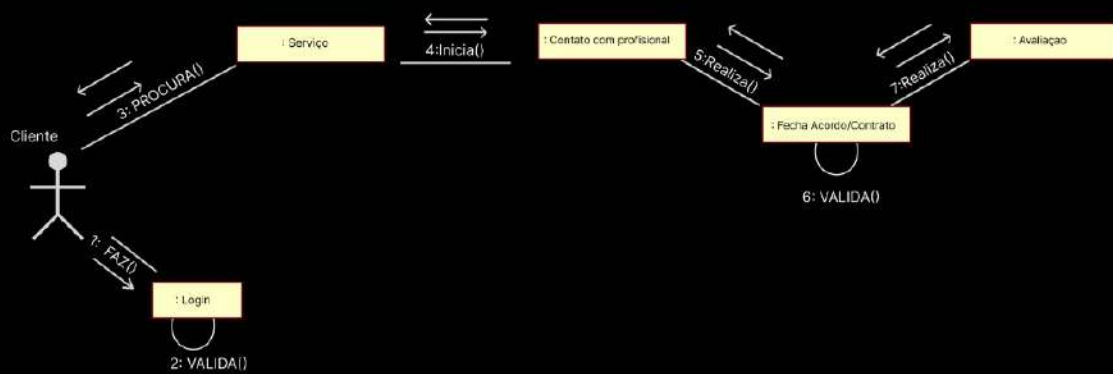 : Serviço
4:Inicia()
: Contato com profisional
: Avaliaçao
3: PROCURA()
5:Realiza()
7:Realiza()
Cliente
: Fecha Acordo/Contrato
6: VALIDA()
1: FAZ()
: Login
2: VALIDA()